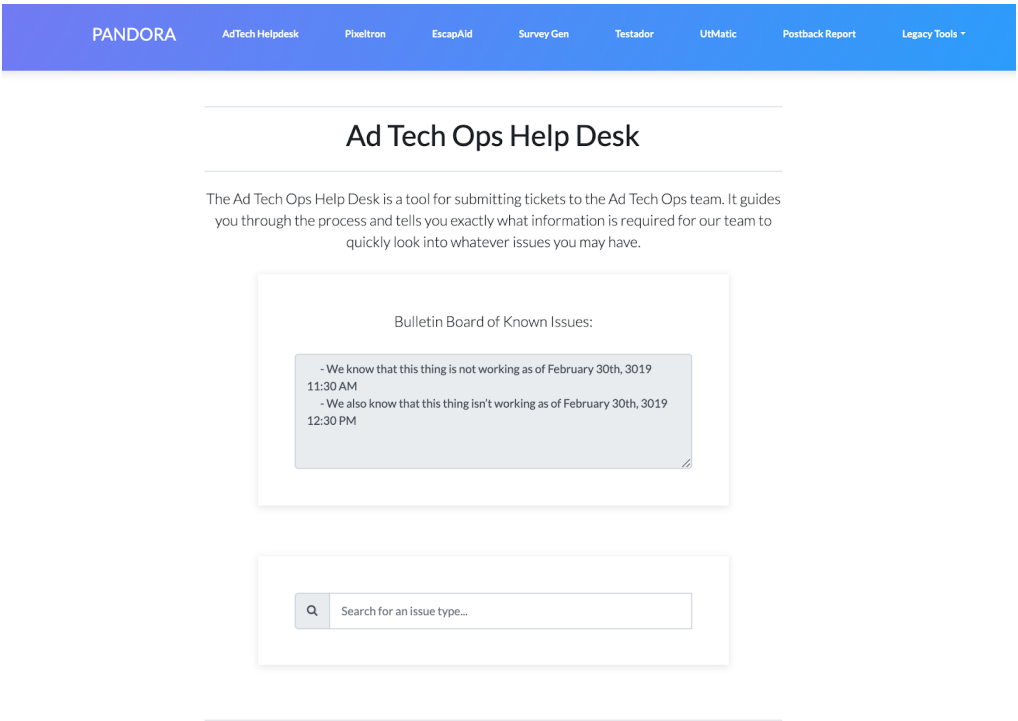 PANDORA AdTech Helpdesk Pixeltron EscapAid Survey Gen Testador UtMatic Postback Report Legacy Tools
Ad Tech Ops Help Desk
The Ad Tech Ops Help Desk is a tool for submitting tickets to the Ad Tech Ops team. It guides
you through the process and tells you exactly what information is required for our team to
quickly look into whatever issues you may have.
Bulletin Board of Known Issues:
- We know that this thing is not working as of February 30th, 3019
11:30 AM
- We also know that this thing isn't working as of February 30th, 3019
12:30 PM
Search for an issue type...